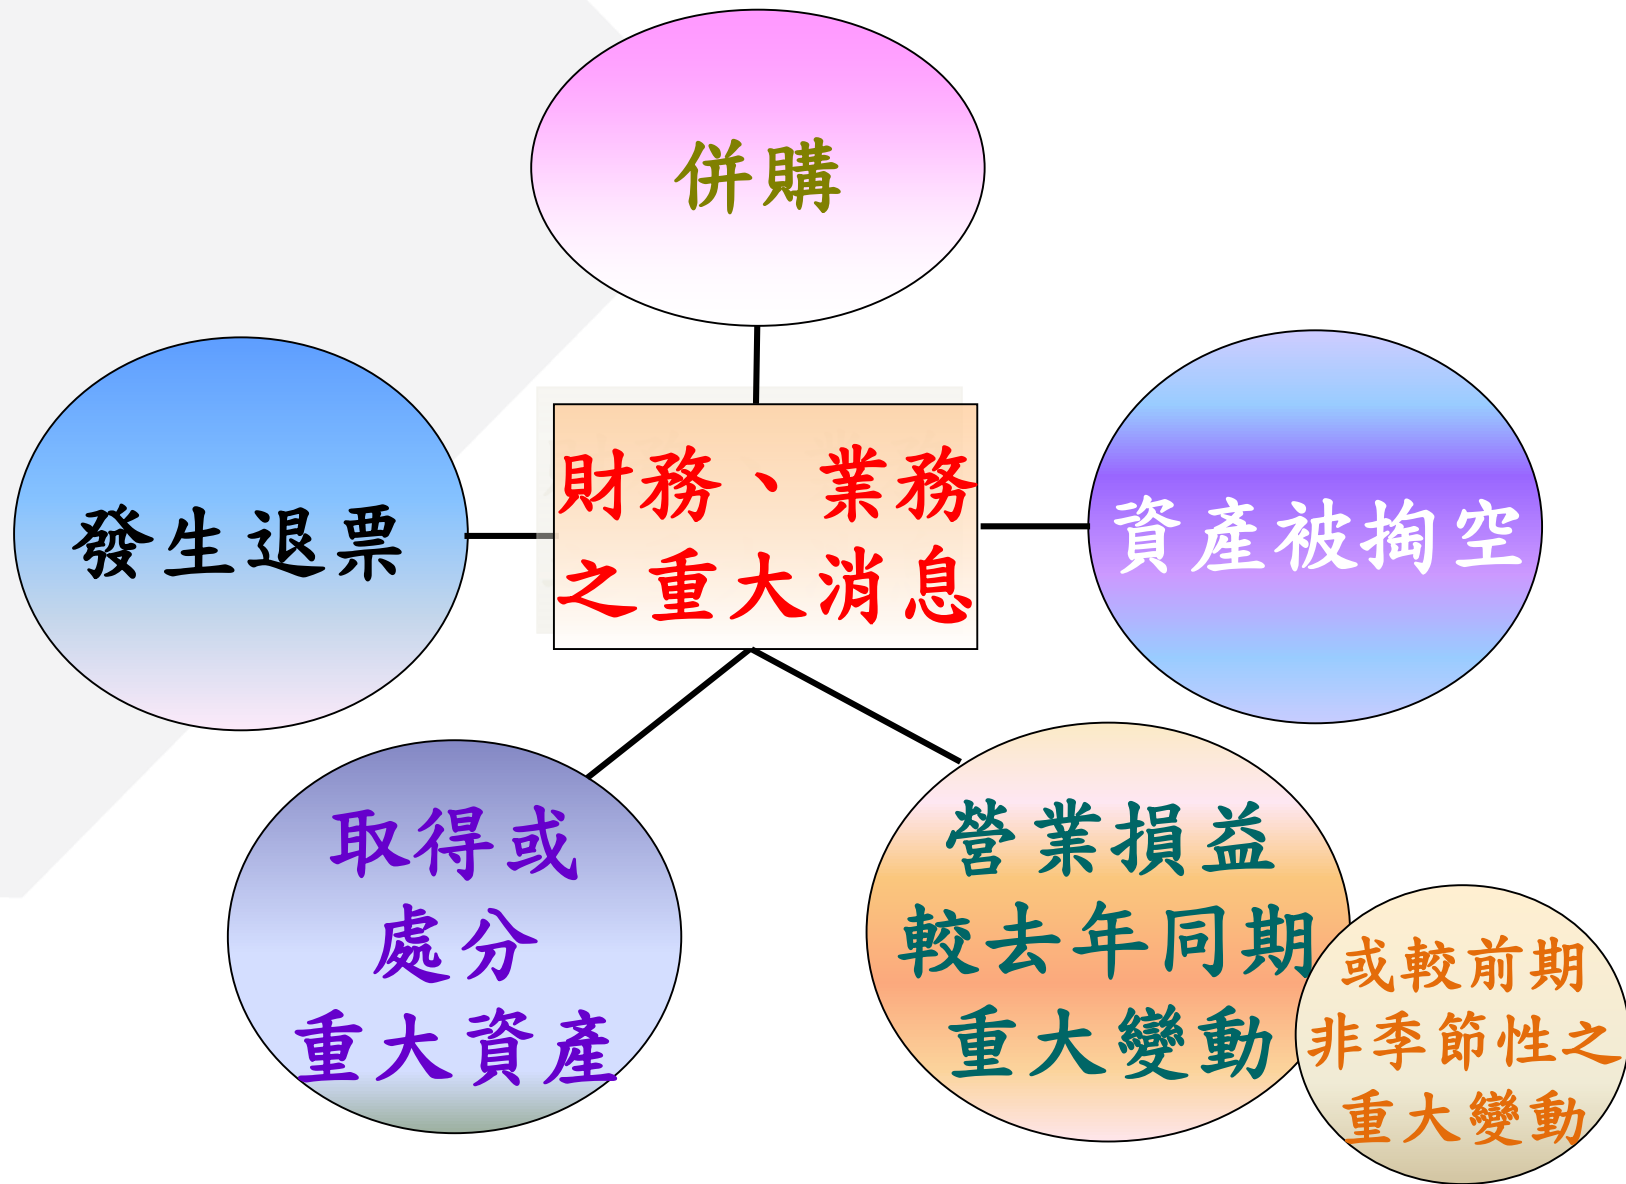 併購
發生退票
財務、業務
之重大消息
資產被掏空
取得或
處分
重大資產
營業損益
較去年同期
重大變動
或較前期
非季節性之
重大變動